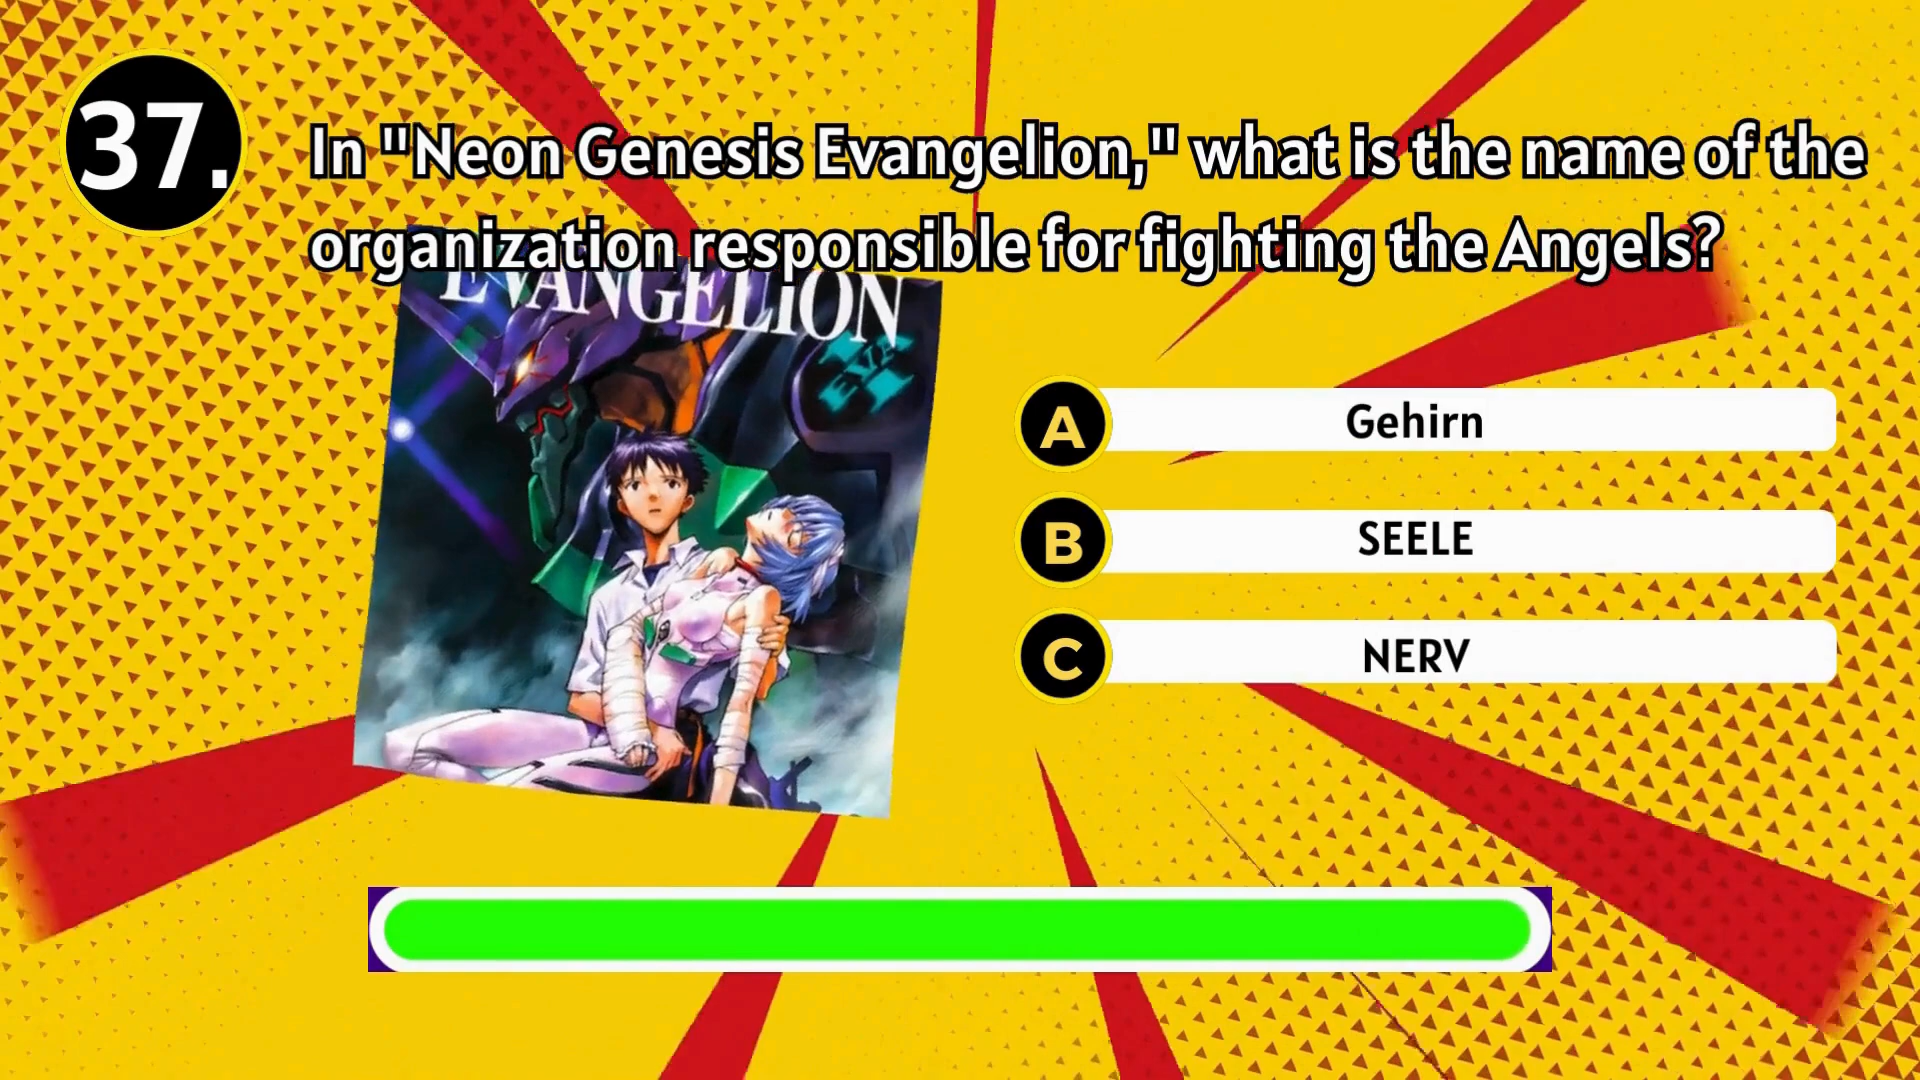 37.
In "Neon Genesis Evangelion," what is the name of the
organization responsible for fighting the Angels?
EVANGELION
EVA
A Gehirn
B SEELE
C NERV